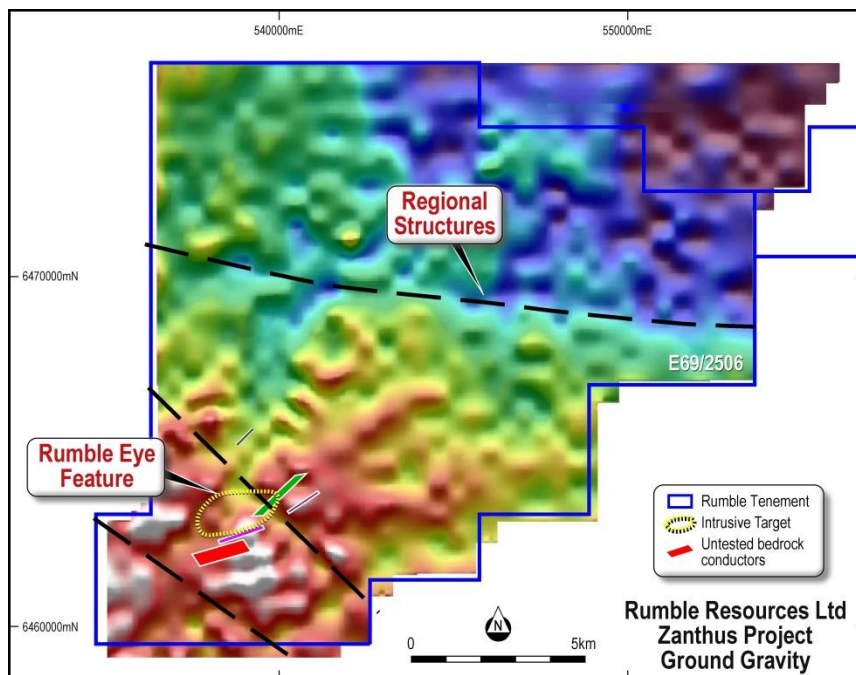 540000mE
550000mE
Regional
Structures
6470000mN
E69/2506
Rumble Eye
Feature
Rumble Tenement
Intrusive Target
Untested bedrock
conductors
6460000mN
N
0
5km
Rumble Resources Ltd
Zanthus Project
Ground Gravity